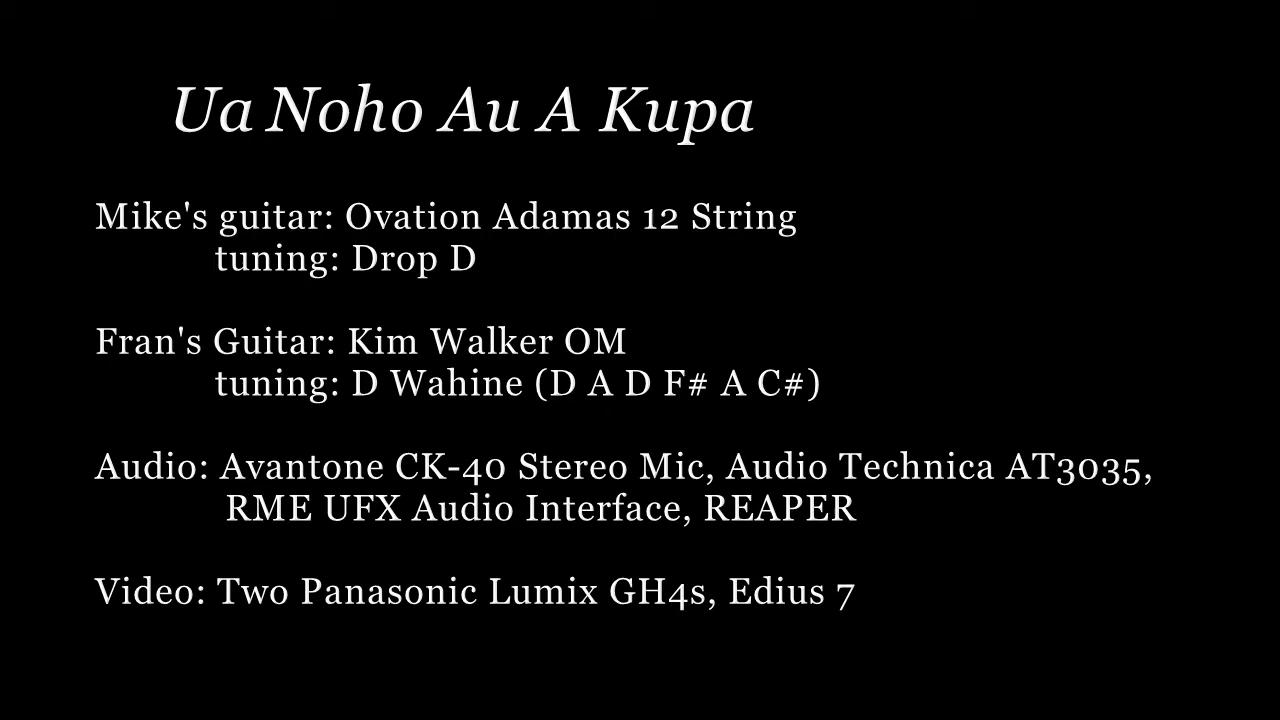 Ua Noho Au A Kupa
Mike's guitar: Ovation Adamas 12 String
tuning: Drop D
Fran's Guitar: Kim Walker OM
tuning: D Wahine (D A D F# A C#)
Audio: Avantone CK-40 Stereo Mic, Audio Technica AT3035,
RME UFX Audio Interface, REAPER
Video: Two Panasonic Lumix GH4s, Edius 7